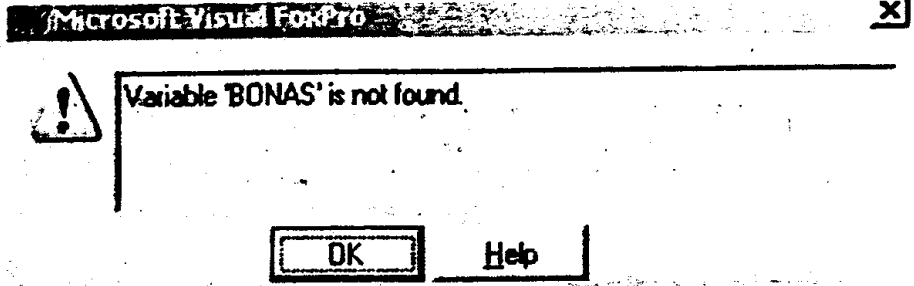 Microsoft Visual FoxPro
Variable 'BONAS' is not found.
OK
Help